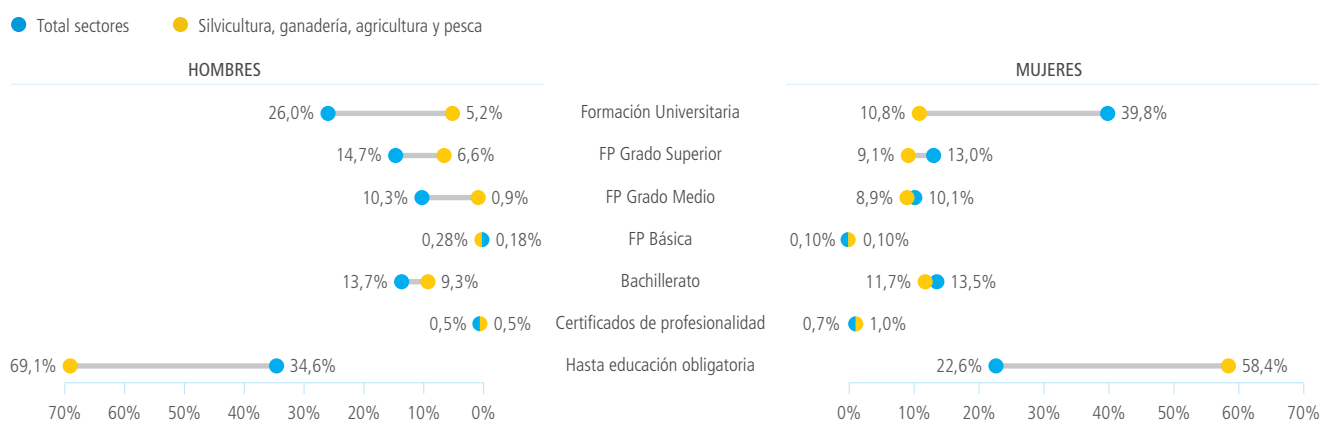 Total sectores Silvicultura, ganadería, agricultura y pesca
HOMBRES MUJERES
26,0% 5,2% Formación Universitaria 10,8% 39,8%
14,7% 6,6% FP Grado Superior 9,1% 13,0%
10,3% 0,9% FP Grado Medio 8,9% 10,1%
0,28% 0,18% FP Básica 0,10% 0,10%
13,7% 9,3% Bachillerato 11,7% 13,5%
0,5% 0,5% Certificados de profesionalidad 0,7% 1,0%
69,1% 34,6% Hasta educación obligatoria 22,6% 58,4%
70% 60% 50% 40% 30% 20% 10% 0% 0% 10% 20% 30% 40% 50% 60% 70%